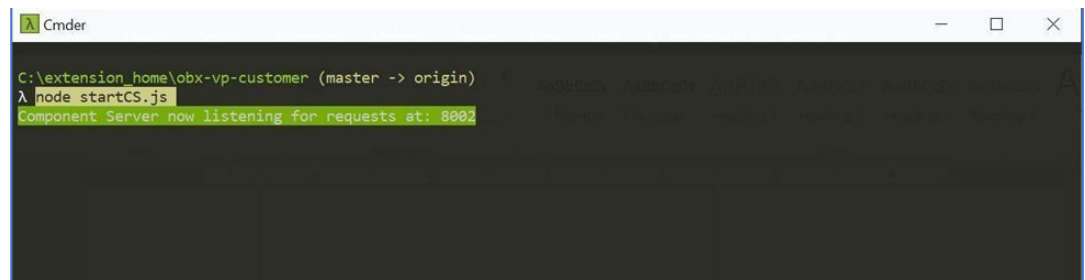 λ Cmder
C:\extension_home\obx-vp-customer (master -> origin)
λ node startCS.js
Component Server now listening for requests at: 8002